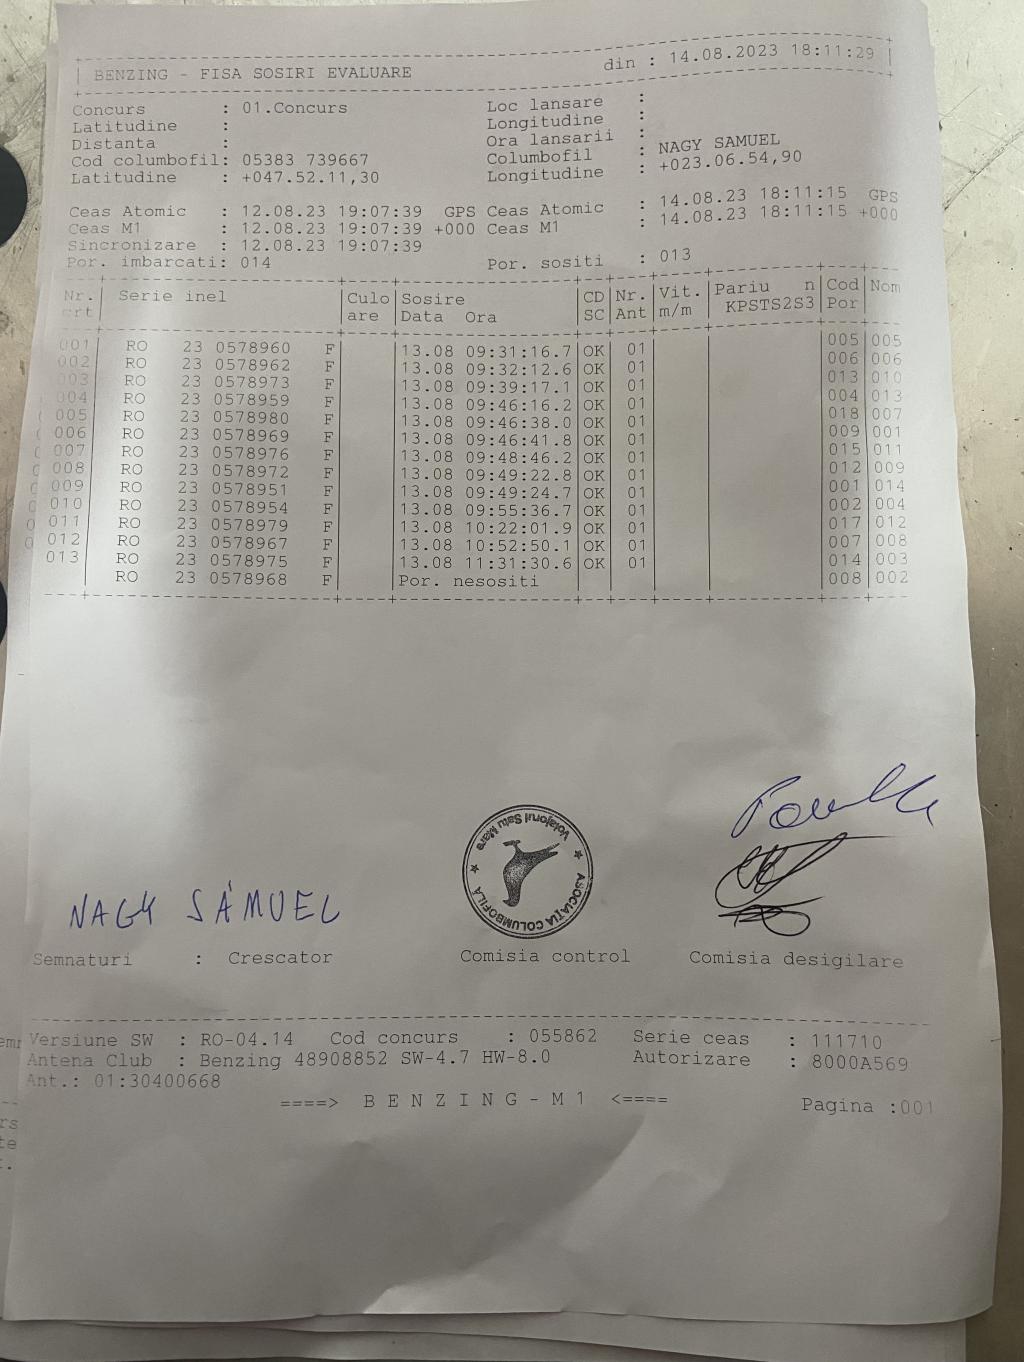 BENZING - FISA SOSIRI EVALUARE din : 14.08.2023 18:11:29
Concurs : 01.Concurs Loc lansare :
Latitudine : Longitudine :
Distanta : Ora lansarii :
Cod columbofil: 05383 739667 Columbofil : NAGY SAMUEL
Latitudine : +047.52.11,30 Longitudine : +023.06.54,90
Ceas Atomic : 12.08.23 19:07:39 GPS Ceas Atomic : 14.08.23 18:11:15 GPS
Ceas M1 : 12.08.23 19:07:39 +000 Ceas M1 : 14.08.23 18:11:15 +000
Sincronizare : 12.08.23 19:07:39
Por. imbarcati: 014 Por. sositi : 013
Nr. Serie inel Culo Sosire CD Nr. Vit. Pariu n Cod Nom
crt are Data Ora SC Ant m/m KPSTS2S3 Por
001 RO 23 0578960 F 13.08 09:31:16.7 OK 01 005 005
002 RO 23 0578962 F 13.08 09:32:12.6 OK 01 006 006
003 RO 23 0578973 F 13.08 09:39:17.1 OK 01 013 010
004 RO 23 0578959 F 13.08 09:46:16.2 OK 01 004 013
005 RO 23 0578980 F 13.08 09:46:38.0 OK 01 018 007
006 RO 23 0578969 F 13.08 09:46:41.8 OK 01 009 001
007 RO 23 0578976 F 13.08 09:48:46.2 OK 01 015 011
008 RO 23 0578972 F 13.08 09:49:22.8 OK 01 012 009
009 RO 23 0578951 F 13.08 09:49:24.7 OK 01 001 014
010 RO 23 0578954 F 13.08 09:55:36.7 OK 01 002 004
011 RO 23 0578979 F 13.08 10:22:01.9 OK 01 017 012
012 RO 23 0578967 F 13.08 10:52:50.1 OK 01 007 008
013 RO 23 0578975 F 13.08 11:31:30.6 OK 01 014 003
RO 23 0578968 F Por. nesositi 008 002
ASOCIAȚIA COLUMBOFILĂ
Volajorul Satu Mare
NAGY SÁMUEL
Semnaturi : Crescator Comisia control Comisia desigilare
Versiune SW : RO-04.14 Cod concurs : 055862 Serie ceas : 111710
Antena Club : Benzing 48908852 SW-4.7 HW-8.0 Autorizare : 8000A569
Ant.: 01:30400668
====> B E N Z I N G - M 1 <==== Pagina :001